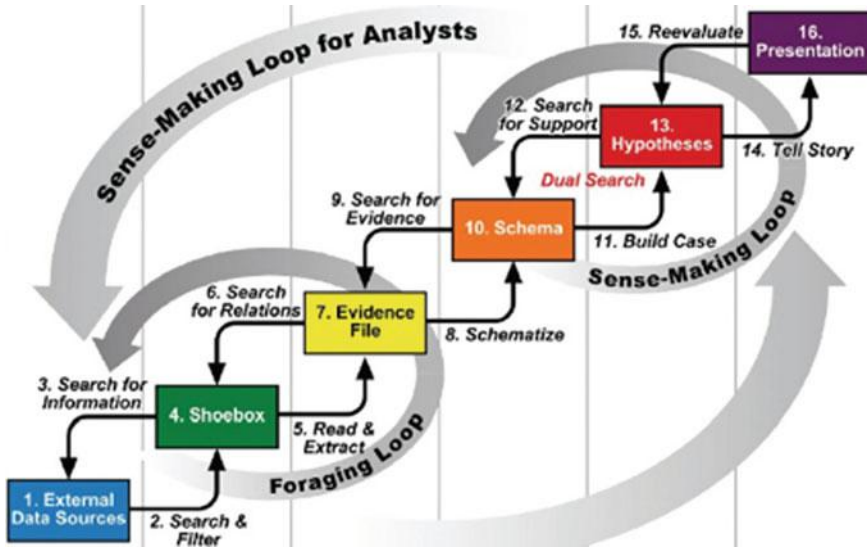 Sense-Making Loop for Analysts
15. Reevaluate
16.
Presentation
12. Search
for Support
13.
Hypotheses
14. Tell Story
Dual Search
9. Search for
Evidence
10. Schema
11. Build Case
Sense-Making Loop
6. Search
for Relations
7. Evidence
File
8. Schematize
3. Search for
Information
4. Shoebox
5. Read &
Extract
Foraging Loop
1. External
Data Sources
2. Search &
Filter